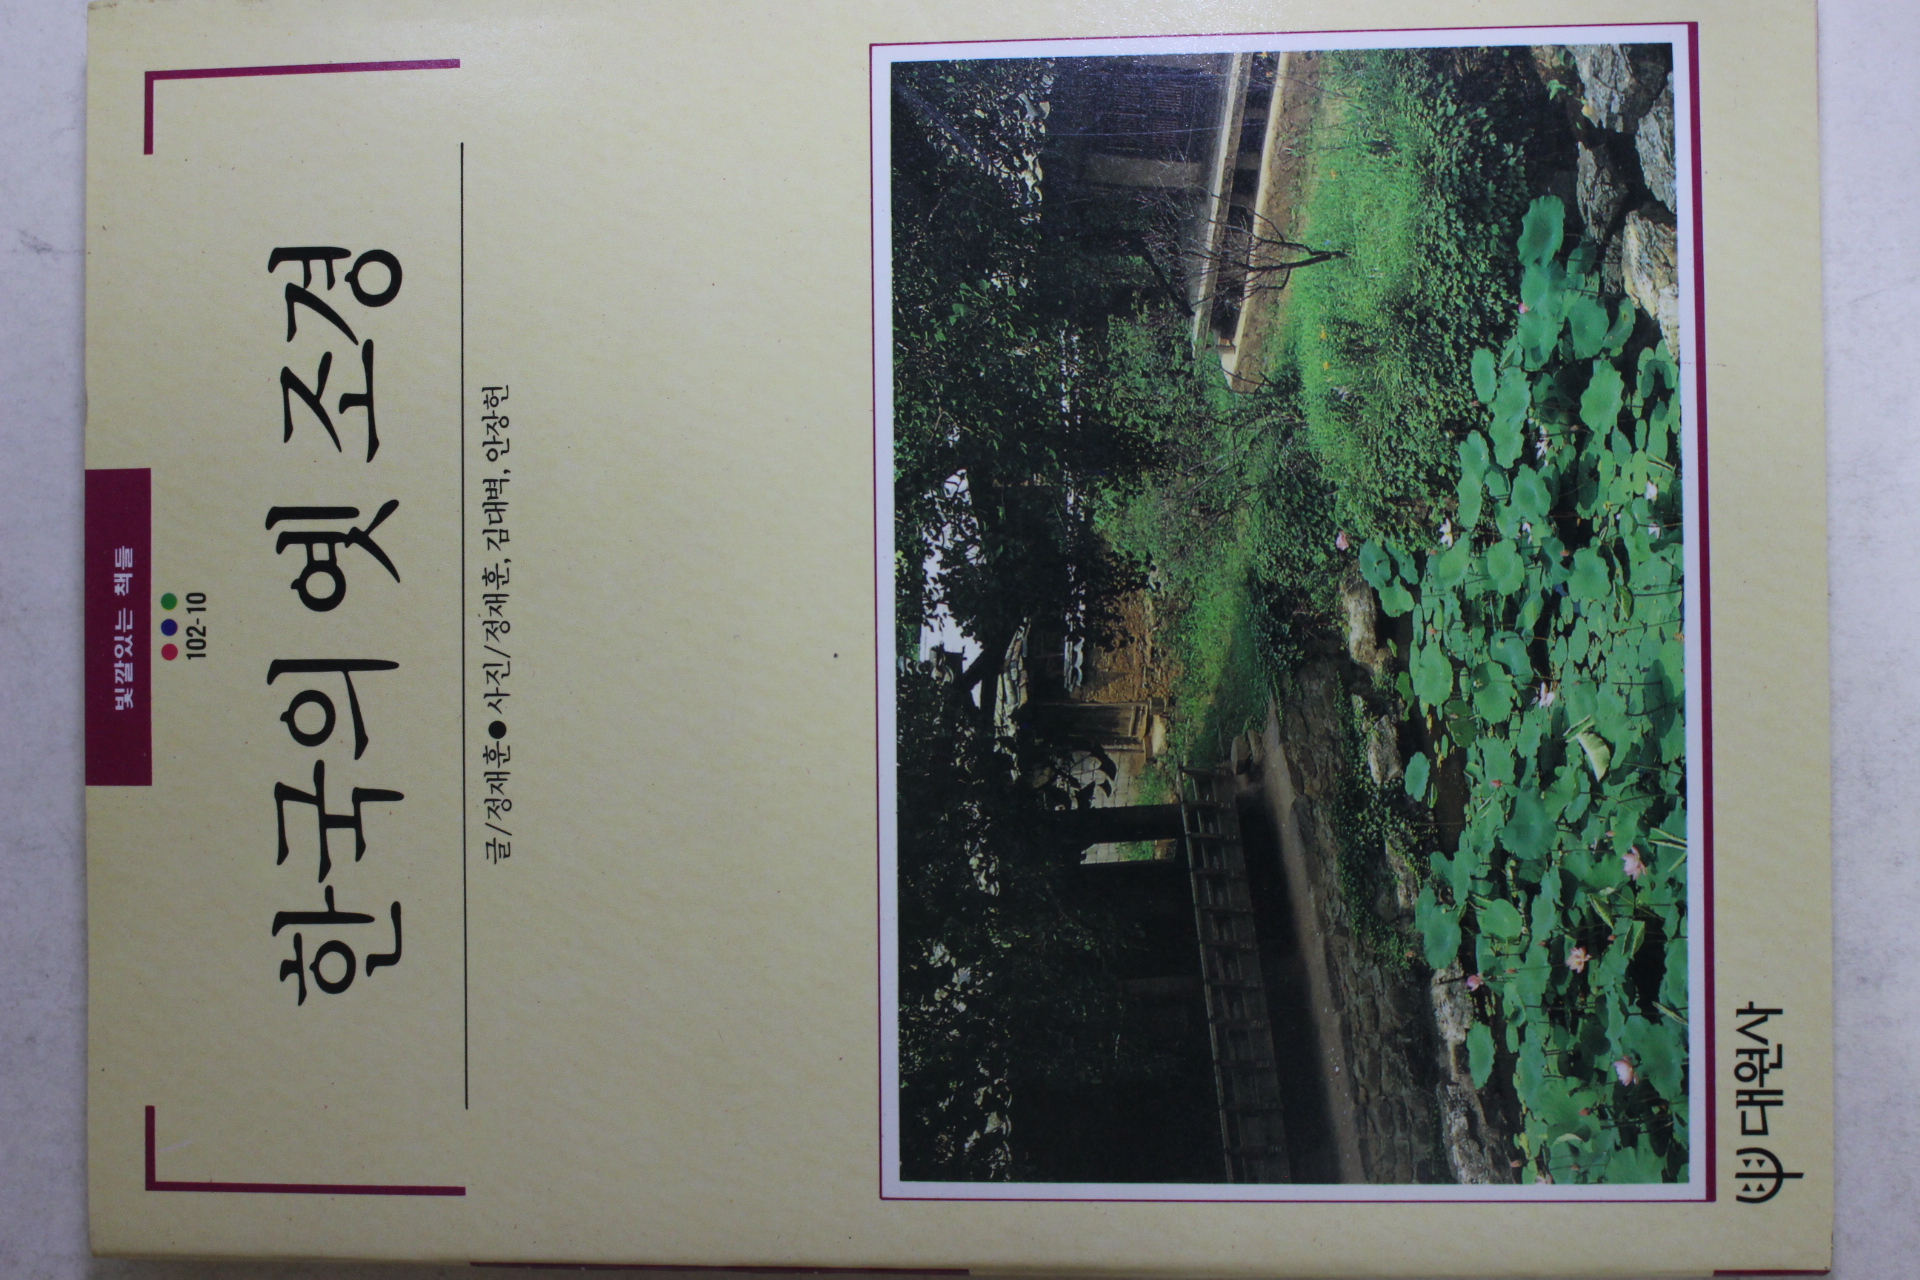 빛깔있는 책들
102-10
한국의 옛 조경
글/정재훈●사진/정재훈, 김대벽, 안장헌
대원사